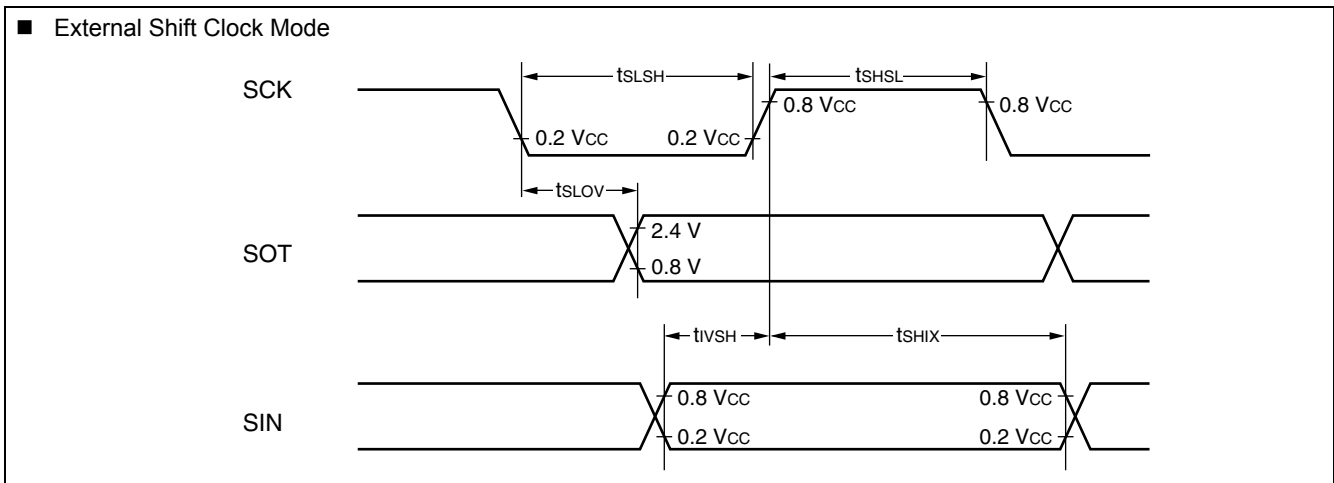 ■ External Shift Clock Mode
tSLSH
tSHSL
SCK
0.8 VCC
0.8 VCC
0.2 VCC
0.2 VCC
tSLOV
2.4 V
SOT
0.8 V
tIVSH
tSHIX
0.8 VCC
0.8 VCC
SIN
0.2 VCC
0.2 VCC